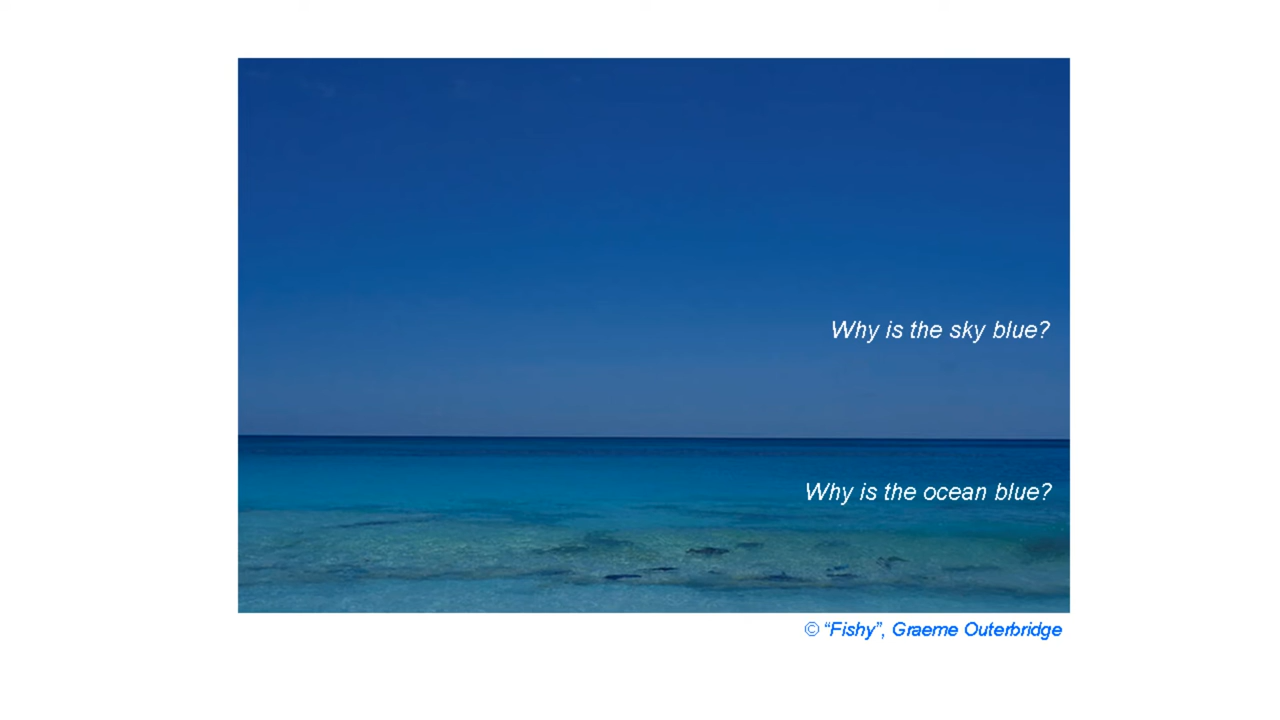 Why is the sky blue?
Why is the ocean blue?
© “Fishy”, Graeme Outerbridge